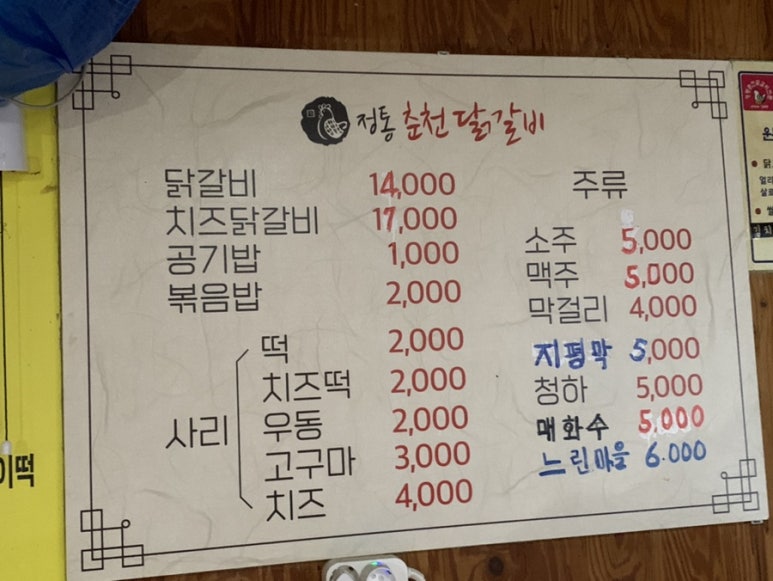 정통 춘천 닭갈비
닭갈비 14,000
치즈닭갈비 17,000
공기밥 1,000
볶음밥 2,000
사리
떡 2,000
치즈떡 2,000
우동 2,000
고구마 3,000
치즈 4,000
주류
소주 5,000
맥주 5,000
막걸리 4,000
지평막 5,000
청하 5,000
매화수 5,000
느린마을 6.000
떡